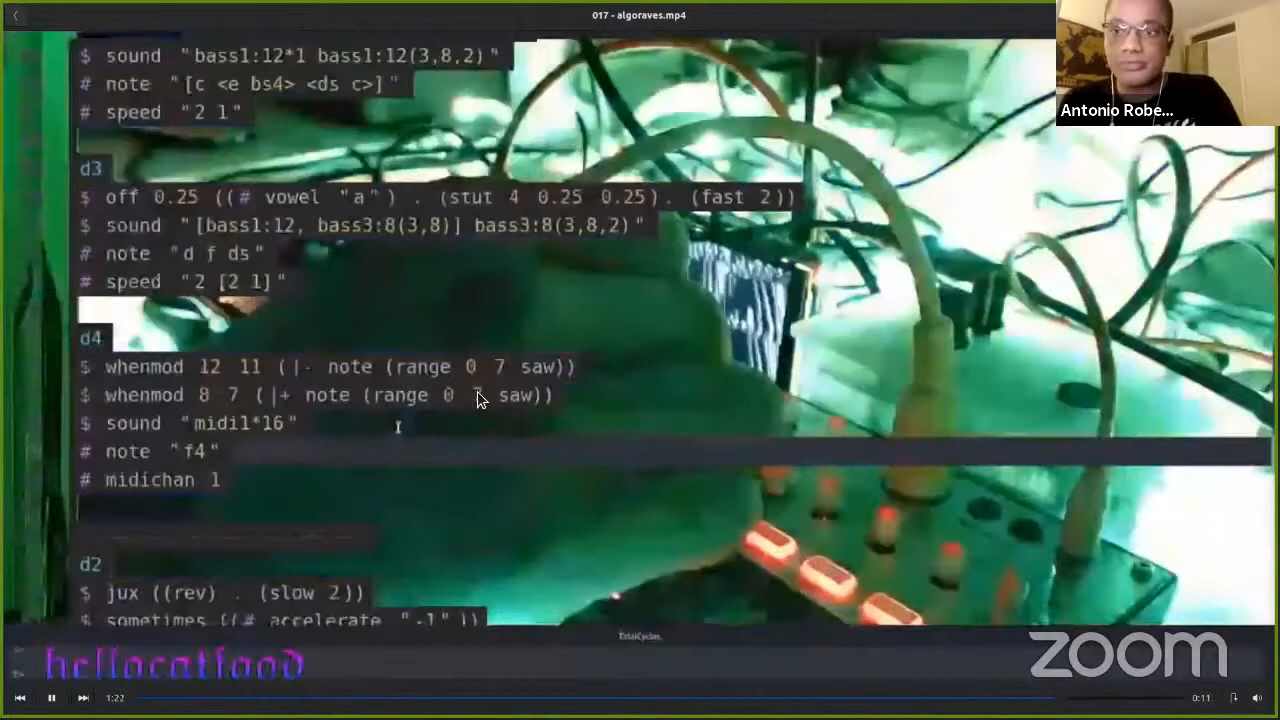 017 - algoraves.mp4
Antonio Robe...
$ sound "bass1:12*1 bass1:12(3,8,2)"
# note "[c <e bs4> <ds c>]"
# speed "2 1"
d3
$ off 0.25 ((# vowel "a") . (stut 4 0.25 0.25). (fast 2))
$ sound "[bass1:12, bass3:8(3,8)] bass3:8(3,8,2)"
# note "d f ds"
# speed "2 [2 1]"
d4
$ whenmod 12 11 (|- note (range 0 7 saw))
$ whenmod 8 7 (|+ note (range 0 7 saw))
$ sound "midi1*16"
# note "f4"
# midichan 1
d2
$ jux ((rev) . (slow 2))
$ sometimes ((# accelerate "-1"))
TidalCycles
hellocatfood
zoom
1:22
0:11